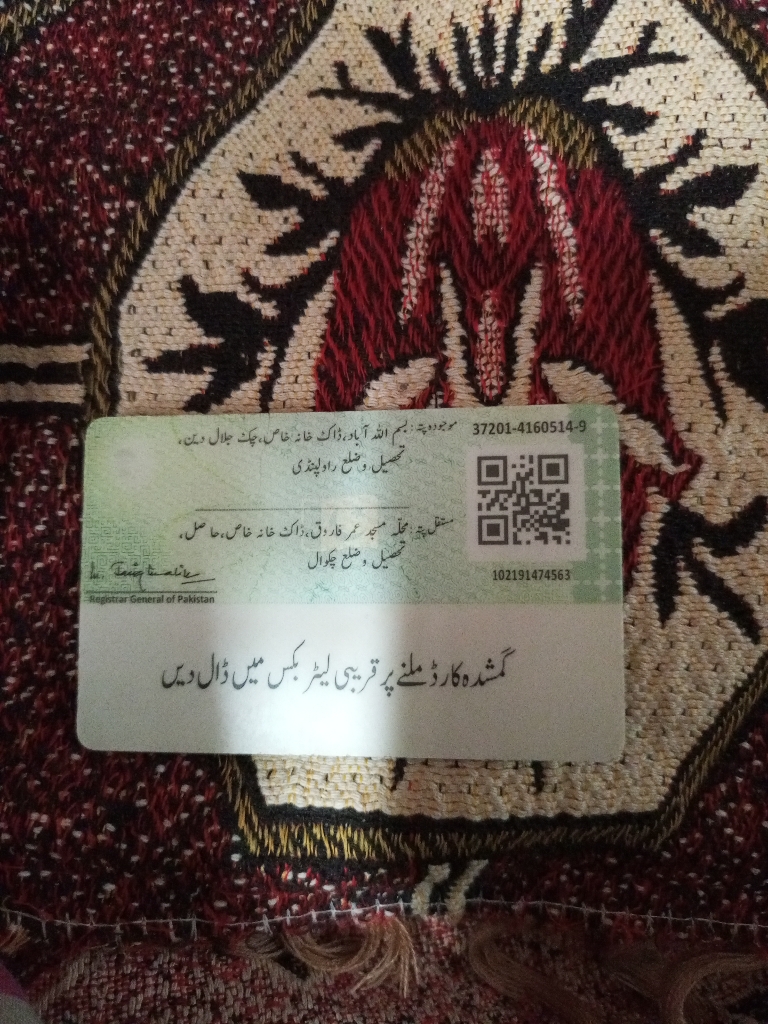 37201-4160514-9
موجودہ پتہ: بسم اللہ آباد، ڈاک خانہ خاص، چک جلال دین،
تحصیل و ضلع راولپنڈی
مستقل پتہ: محلہ مسجد عمر فاروق، ڈاک خانہ خاص، حاصل،
تحصیل و ضلع چکوال
102191474563
Registrar General of Pakistan
گمشدہ کارڈ ملنے پر قریبی لیٹر بکس میں ڈال دیں